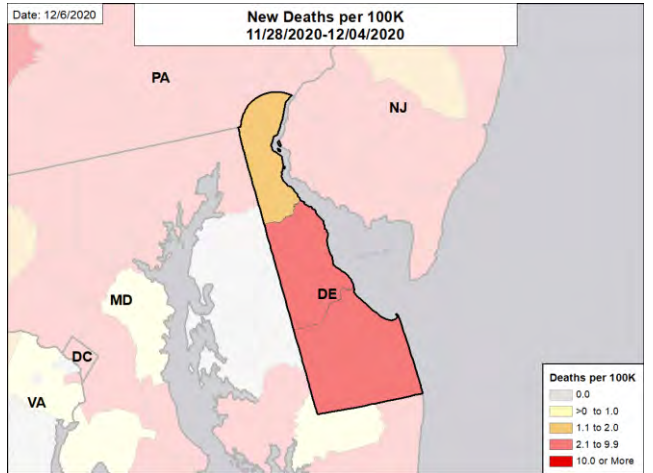 Date: 12/6/2020
New Deaths per 100K
11/28/2020-12/04/2020
PA
NJ
MD
DE
DC
VA
Deaths per 100K
0.0
>0 to 1.0
1.1 to 2.0
2.1 to 9.9
10.0 or More